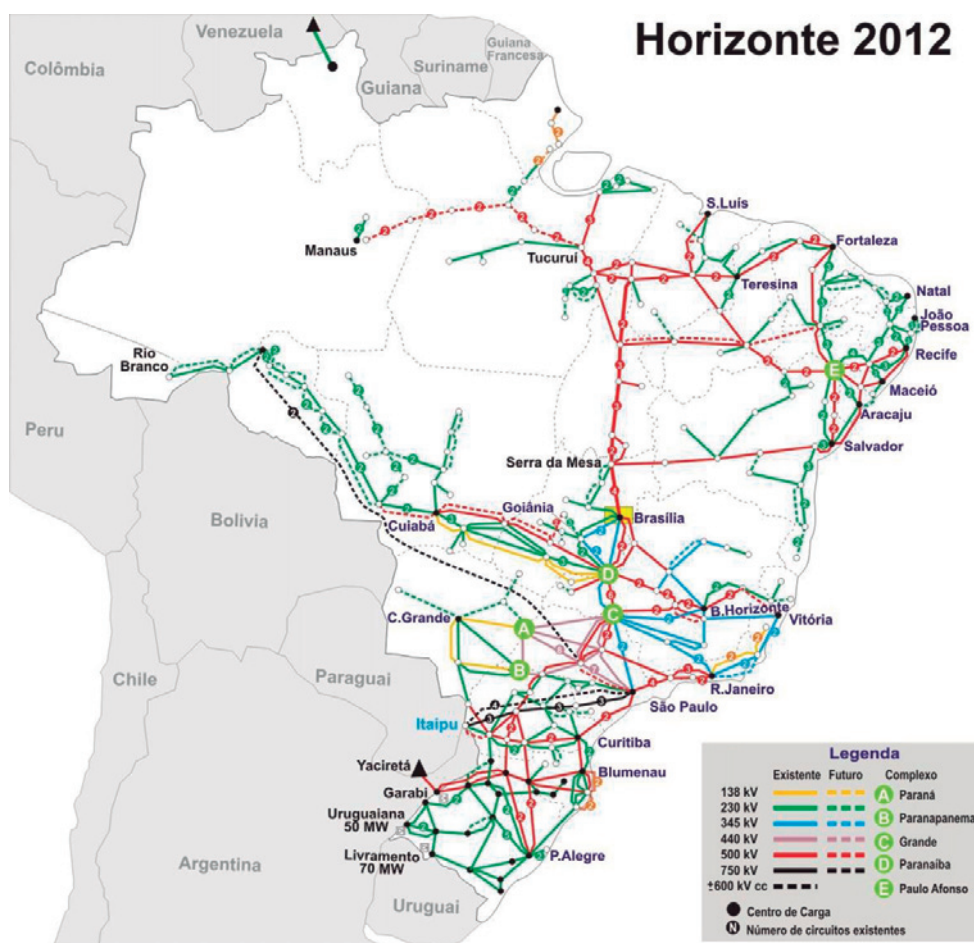 Horizonte 2012
Venezuela
Guiana
Francesa
Colômbia
Suriname
Guiana
S.Luis
Manaus
Tucuruí
Fortaleza
Teresina
Natal
João
Pessoa
Rio
Branco
Recife
E
Maceió
Aracaju
Peru
Serra da Mesa
Salvador
Bolivia
Goiânia
Cuiabá
Brasília
D
C.Grande
A
C
B.Horizonte
Vitória
B
Chile
Paraguai
R.Janeiro
São Paulo
Itaipu
Curitiba
Yaciretá
Blumenau
Garabi
Uruguaiana
50 MW
Livramento
70 MW
P.Alegre
Argentina
Uruguai
Legenda
Existente Futuro Complexo
138 kV A Paraná
230 kV
345 kV B Paranapanema
440 kV C Grande
500 kV D Paranaíba
750 kV
±600 kV cc E Paulo Afonso
Centro de Carga
N Número de circuitos existentes